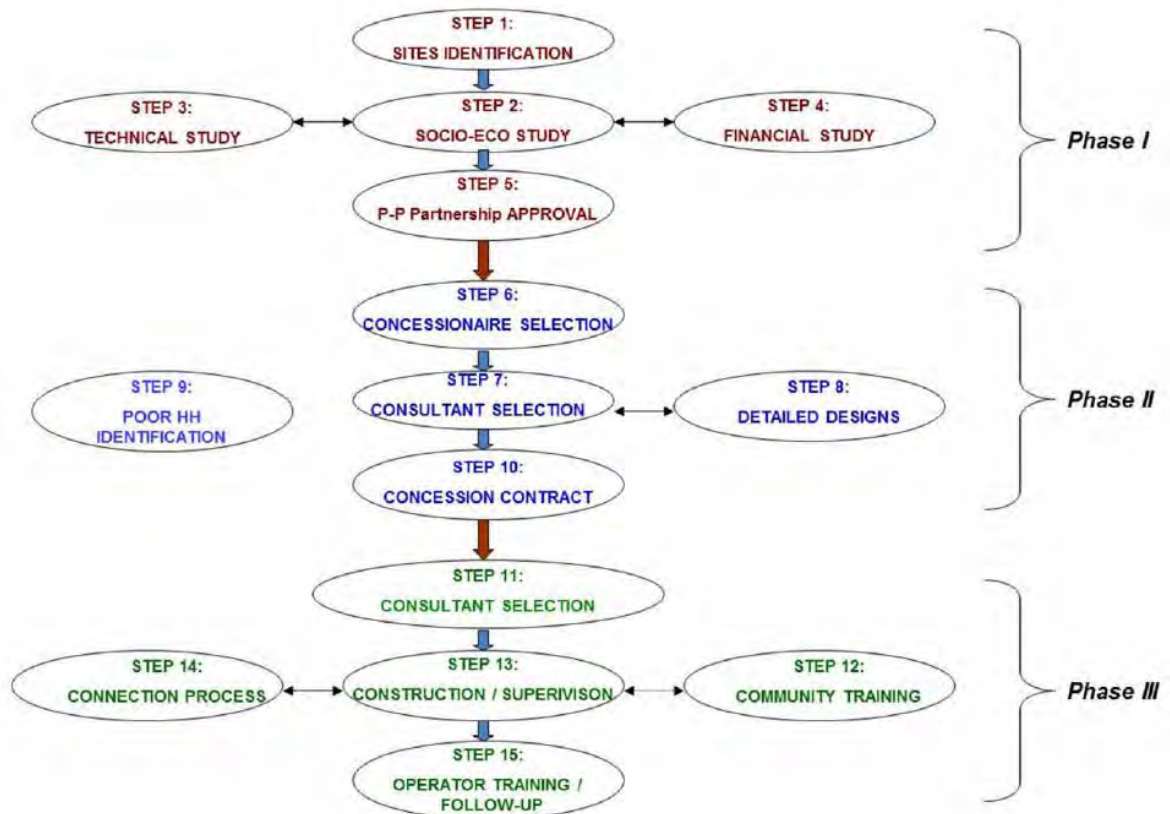 STEP 1:
SITES IDENTIFICATION
STEP 3:
TECHNICAL STUDY
STEP 2:
SOCIO-ECO STUDY
STEP 4:
FINANCIAL STUDY
Phase I
STEP 5:
P-P Partnership APPROVAL
STEP 6:
CONCESSIONAIRE SELECTION
STEP 9:
POOR HH
IDENTIFICATION
STEP 7:
CONSULTANT SELECTION
STEP 8:
DETAILED DESIGNS
Phase II
STEP 10:
CONCESSION CONTRACT
STEP 11:
CONSULTANT SELECTION
STEP 14:
CONNECTION PROCESS
STEP 13:
CONSTRUCTION / SUPERIVISON
STEP 12:
COMMUNITY TRAINING
Phase III
STEP 15:
OPERATOR TRAINING /
FOLLOW-UP